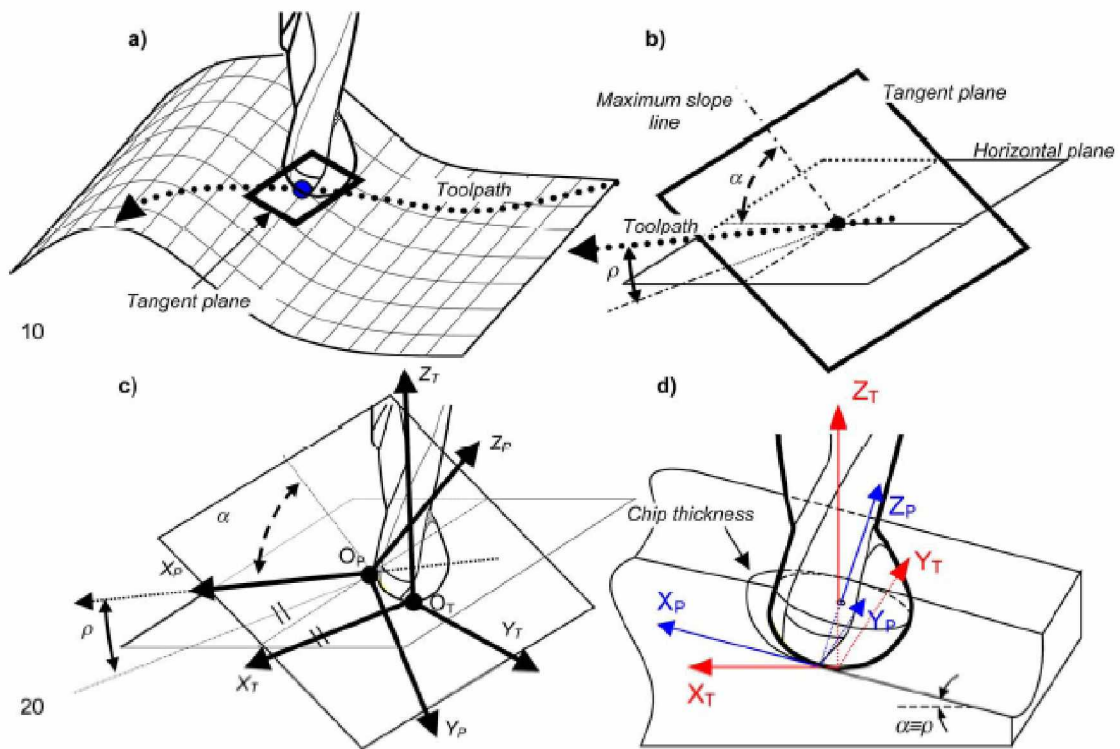 a)
Toolpath
Tangent plane
10
b)
Maximum slope
line
Tangent plane
Horizontal plane
α
Toolpath
ρ
c)
Z_T
Z_P
α
O_P
X_P
O_T
ρ
Y_T
X_T
Y_P
20
d)
Z_T
Chip thickness
Z_P
Y_T
X_P
Y_P
X_T
α≡ρ